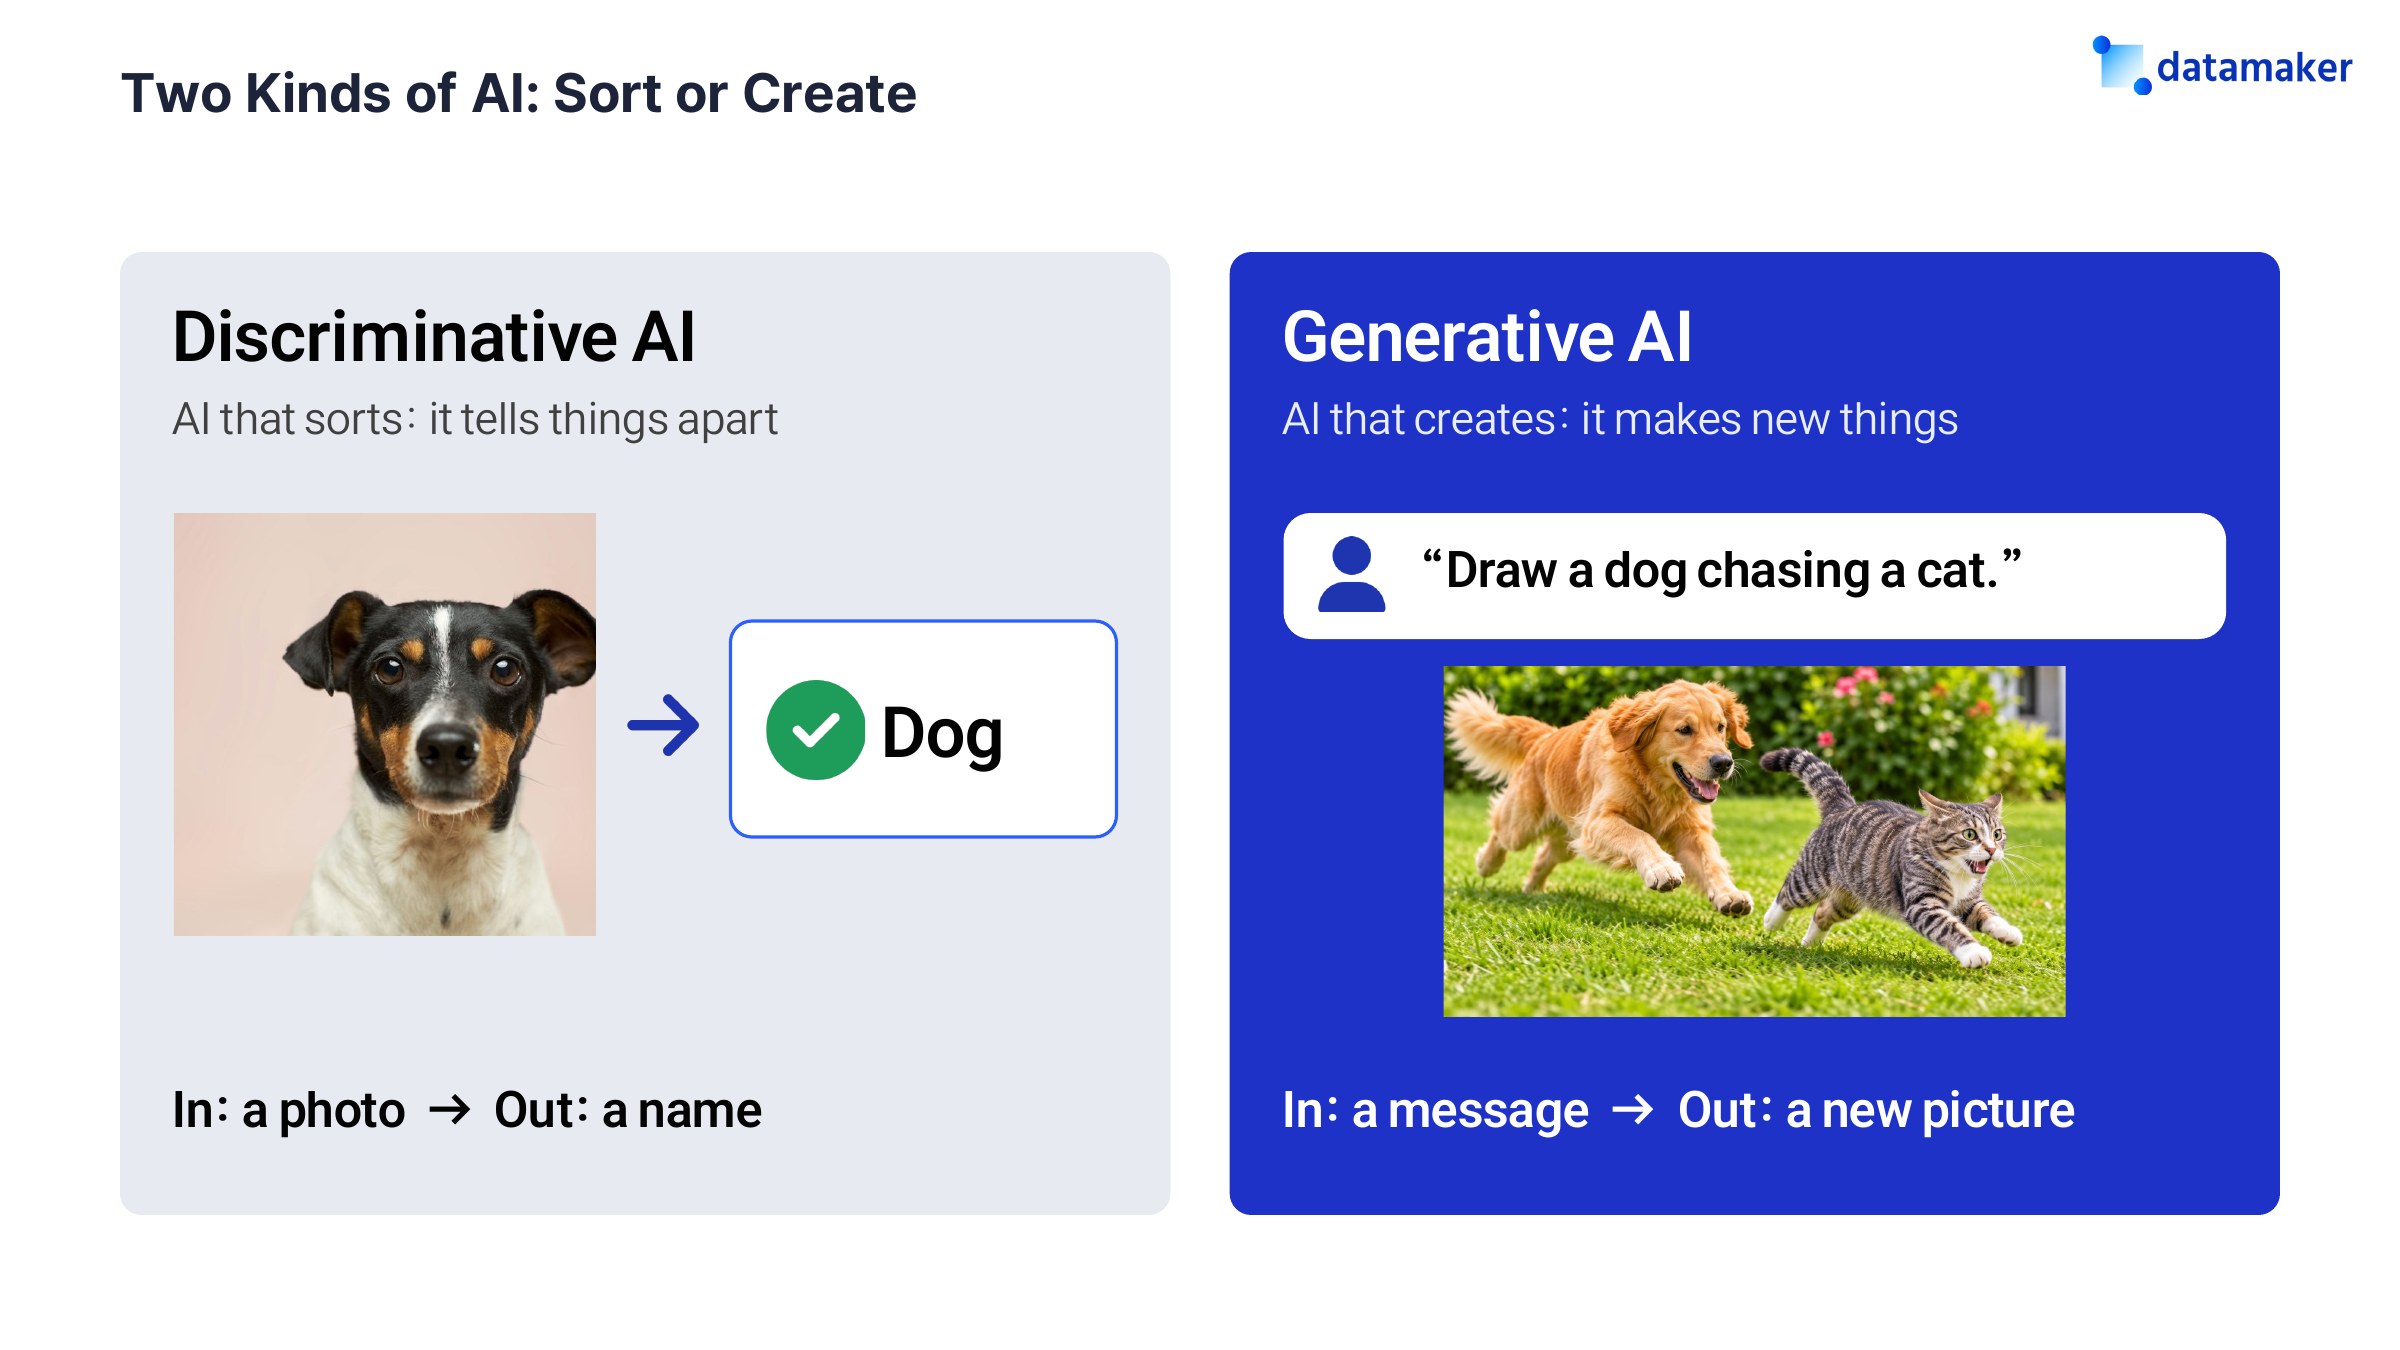 Two Kinds of AI: Sort or Create
datamaker
Discriminative AI
AI that sorts: it tells things apart
Dog
In: a photo → Out: a name
Generative AI
AI that creates: it makes new things
“Draw a dog chasing a cat.”
In: a message → Out: a new picture